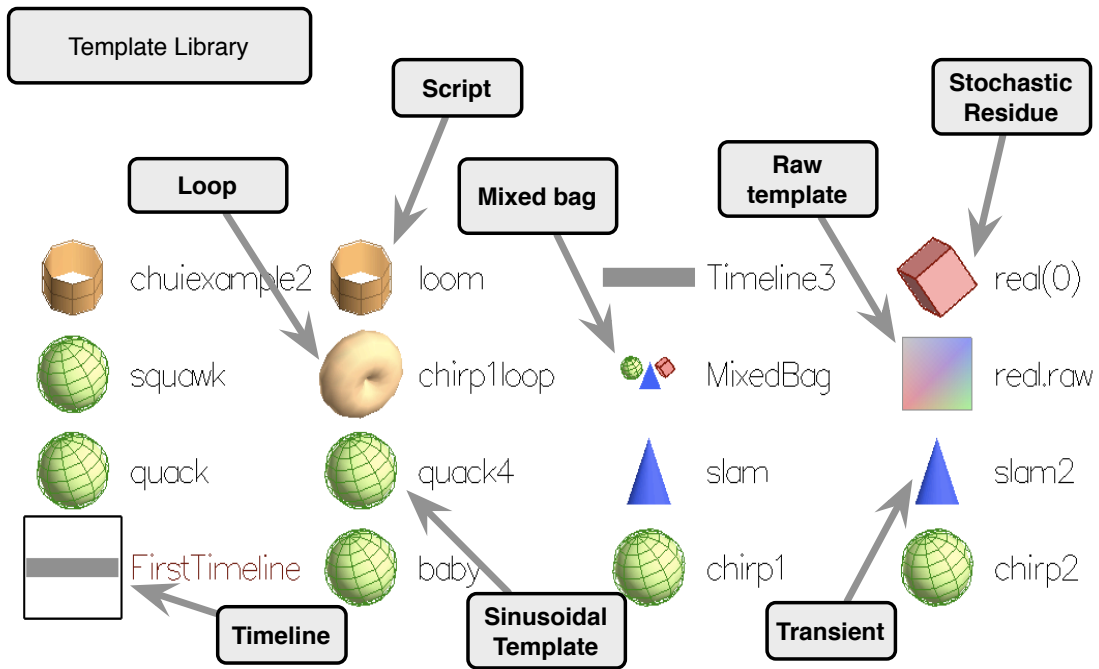 Template Library
Script
Stochastic
Residue
Loop
Mixed bag
Raw
template
chuiexample2
loom
Timeline3
real(0)
squawk
chirp1loop
MixedBag
real.raw
quack
quack4
slam
slam2
FirstTimeline
baby
chirp1
chirp2
Timeline
Sinusoidal
Template
Transient